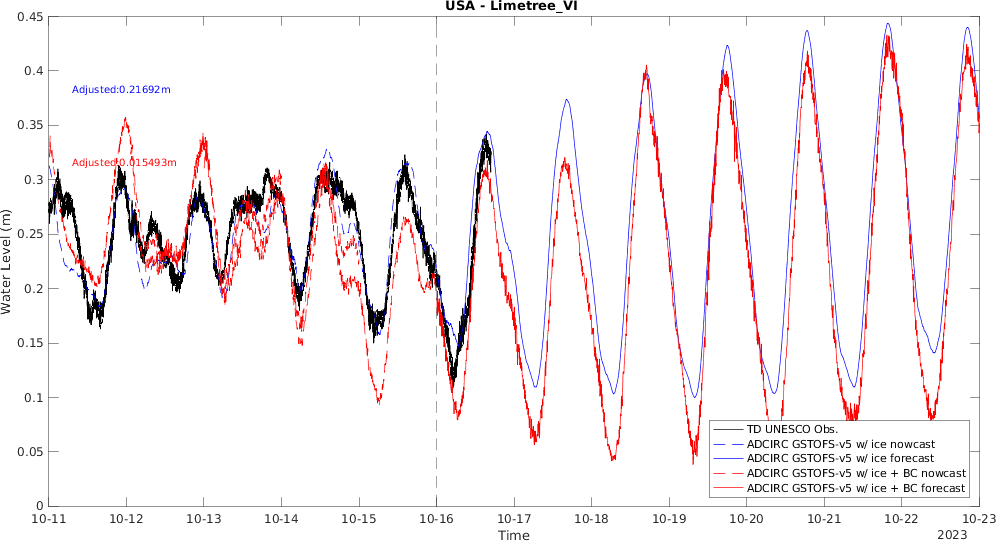 USA - Limetree_VI
0.45
0.4
0.35
0.3
0.25
0.2
0.15
0.1
0.05
0
Water Level (m)
Adjusted:0.21692m
Adjusted:0.015493m
TD UNESCO Obs.
ADCIRC GSTOFS-v5 w/ ice nowcast
ADCIRC GSTOFS-v5 w/ ice forecast
ADCIRC GSTOFS-v5 w/ ice + BC nowcast
ADCIRC GSTOFS-v5 w/ ice + BC forecast
10-11 10-12 10-13 10-14 10-15 10-16 10-17 10-18 10-19 10-20 10-21 10-22 10-23
Time
2023